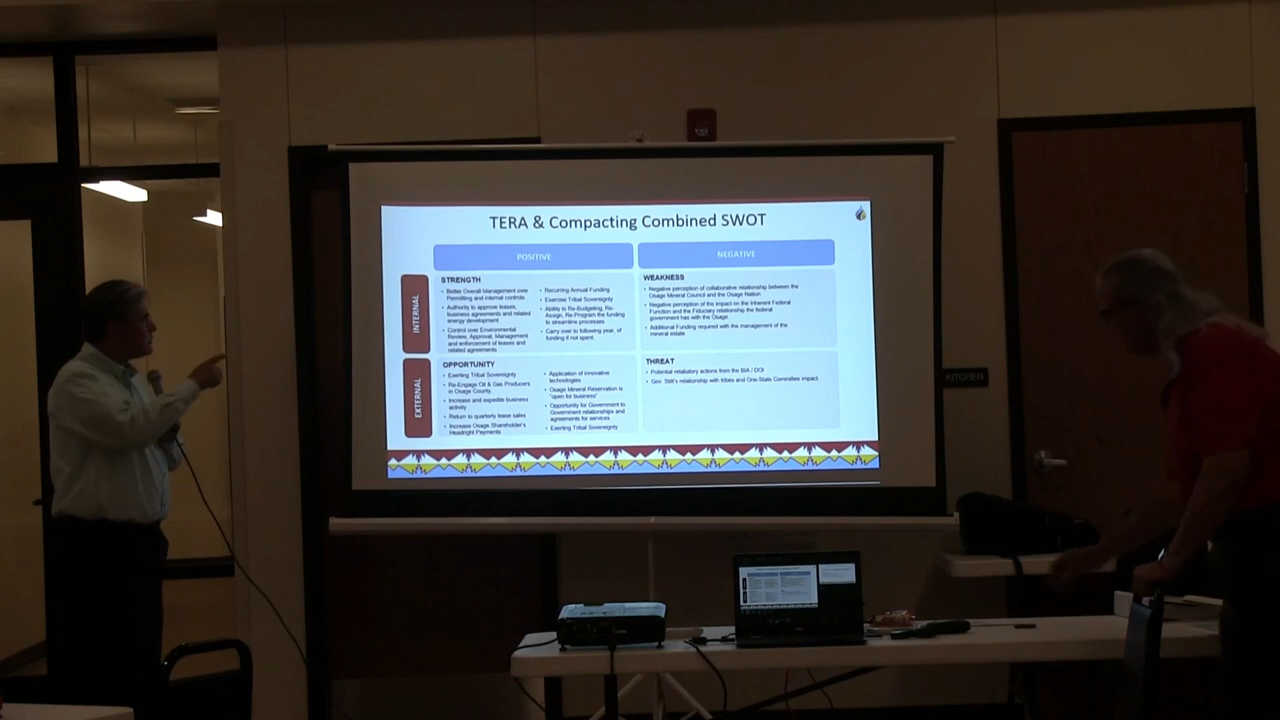 TERA & Compacting Combined SWOT
POSITIVE
NEGATIVE
INTERNAL
STRENGTH
• Better Overall Management over
Permitting and internal controls
• Authority to approve leases,
business agreements and related
energy development
• Control over Environmental
Review, Approval, Management
and enforcement of leases and
related agreements
• Recurring Annual Funding
• Exercise Tribal Sovereignty
• Ability to Re-Budgeting, Re-
Assign, Re-Program the funding
to streamline processes
• Carry over to following year, of
funding if not spent.
WEAKNESS
• Negative perception of collaborative relationship between the
Osage Mineral Council and the Osage Nation
• Negative perception of the impact on the Inherent Federal
Function and the Fiduciary relationship the federal
government has with the Osage
• Additional Funding required with the management of the
mineral estate
EXTERNAL
OPPORTUNITY
• Exerting Tribal Sovereignty
• Re-Engage Oil & Gas Producers
in Osage County
• Increase and expedite business
activity
• Return to quarterly lease sales
• Increase Osage Shareholder's
Headright Payments
• Application of innovative
technologies
• Osage Mineral Reservation is
"open for business"
• Opportunity for Government to
Government relationships and
agreements for services
• Exerting Tribal Sovereignty
THREAT
• Potential retaliatory actions from the BIA / DOI
• Gov. Stitt's relationship with tribes and One-State Committee impact
KITCHEN